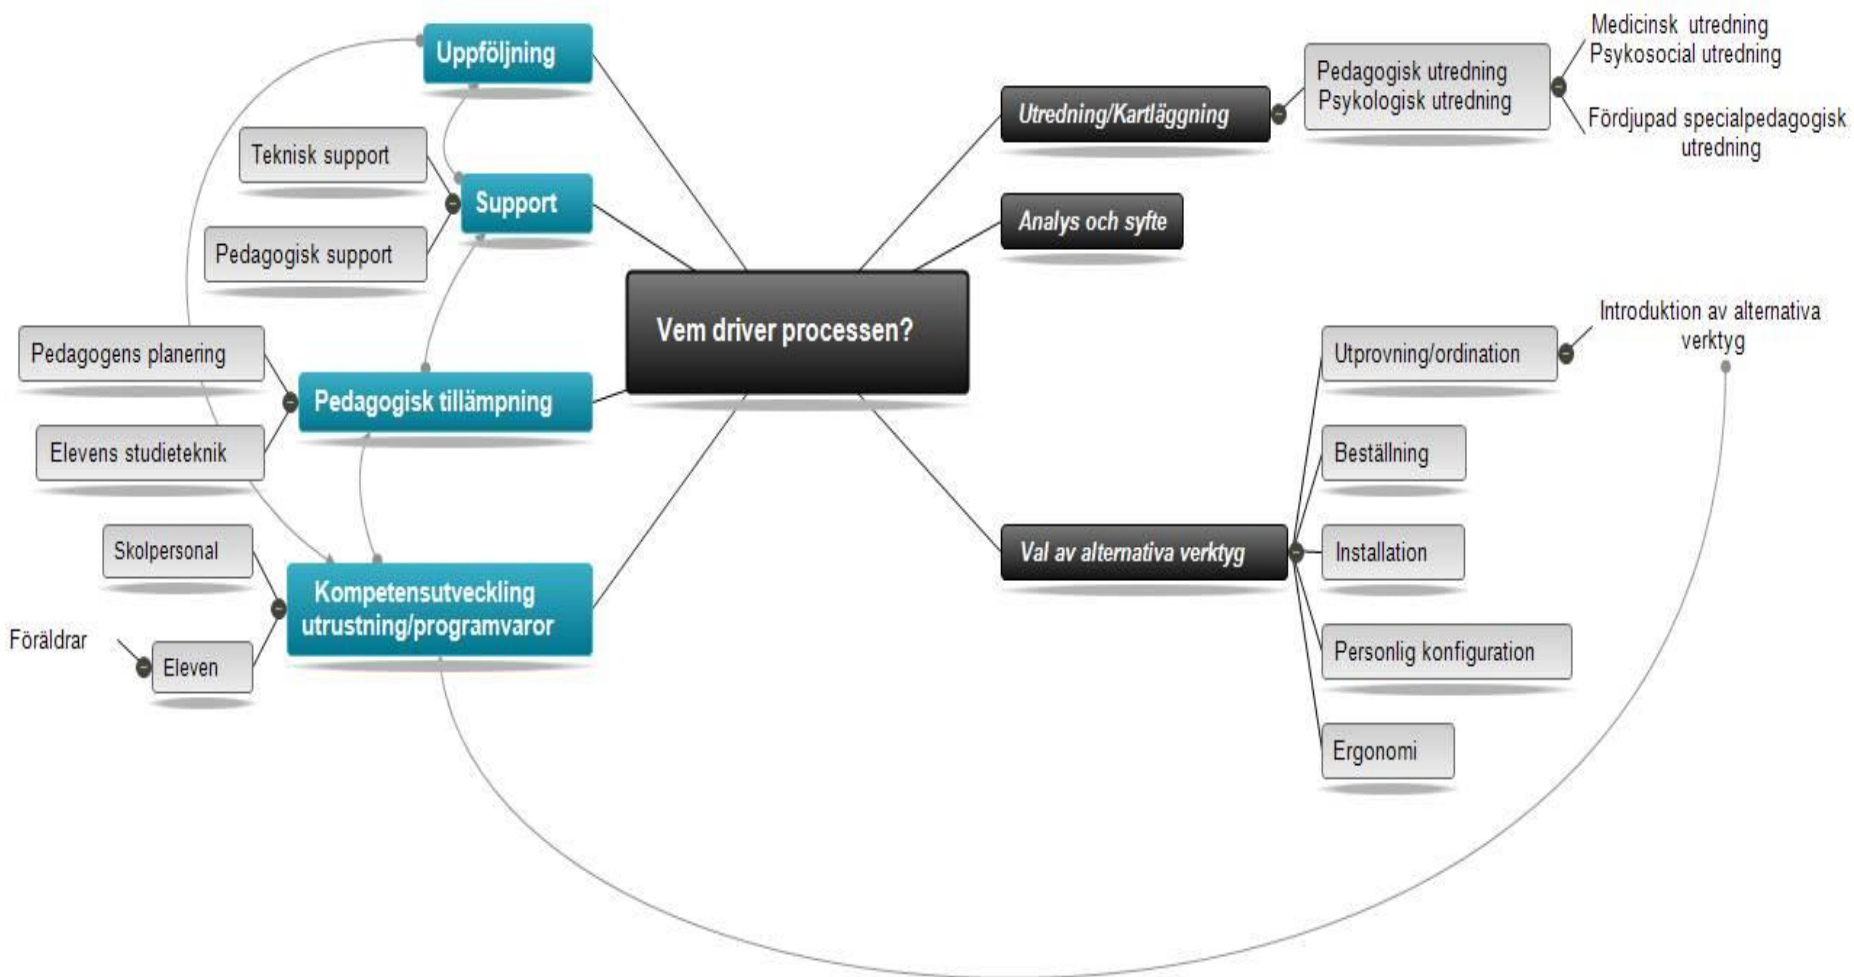 Vem driver processen?
Utredning/Kartläggning
Pedagogisk utredning
Psykologisk utredning
Medicinsk utredning
Psykosocial utredning
Fördjupad specialpedagogisk
utredning
Analys och syfte
Val av alternativa verktyg
Utprovning/ordination
Introduktion av alternativa
verktyg
Beställning
Installation
Personlig konfiguration
Ergonomi
Kompetensutveckling
utrustning/programvaror
Skolpersonal
Eleven
Föräldrar
Pedagogisk tillämpning
Pedagogens planering
Elevens studieteknik
Support
Teknisk support
Pedagogisk support
Uppföljning